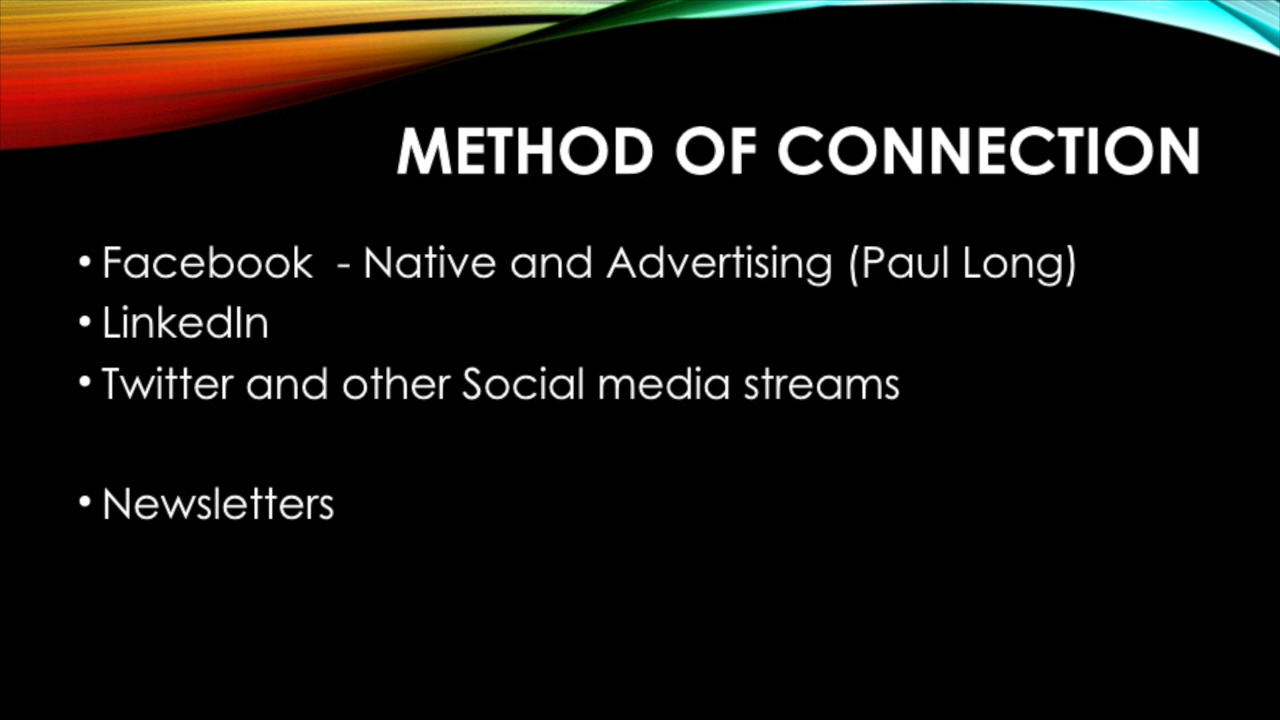 METHOD OF CONNECTION
• Facebook  - Native and Advertising (Paul Long)
• LinkedIn
• Twitter and other Social media streams
• Newsletters